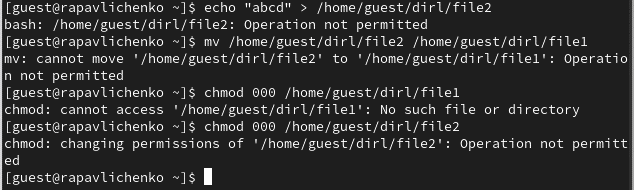 [guest@rapavlichenko ~]$ echo "abcd" > /home/guest/dirl/file2
bash: /home/guest/dirl/file2: Operation not permitted
[guest@rapavlichenko ~]$ mv /home/guest/dirl/file2 /home/guest/dirl/file1
mv: cannot move '/home/guest/dirl/file2' to '/home/guest/dirl/file1': Operatio
n not permitted
[guest@rapavlichenko ~]$ chmod 000 /home/guest/dirl/file1
chmod: cannot access '/home/guest/dirl/file1': No such file or directory
[guest@rapavlichenko ~]$ chmod 000 /home/guest/dirl/file2
chmod: changing permissions of '/home/guest/dirl/file2': Operation not permitt
ed
[guest@rapavlichenko ~]$